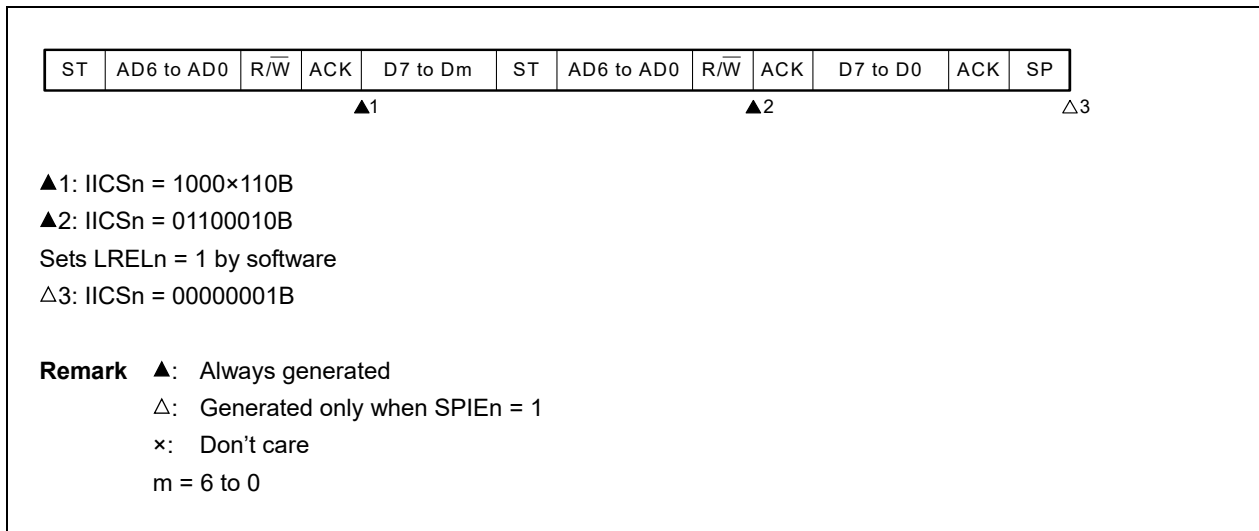 ST AD6 to AD0 R/W̅ ACK D7 to Dm ST AD6 to AD0 R/W̅ ACK D7 to D0 ACK SP
▲1 ▲2 △3
▲1: IICSn = 1000×110B
▲2: IICSn = 01100010B
Sets LRELn = 1 by software
△3: IICSn = 00000001B
Remark ▲: Always generated
△: Generated only when SPIEn = 1
×: Don’t care
m = 6 to 0